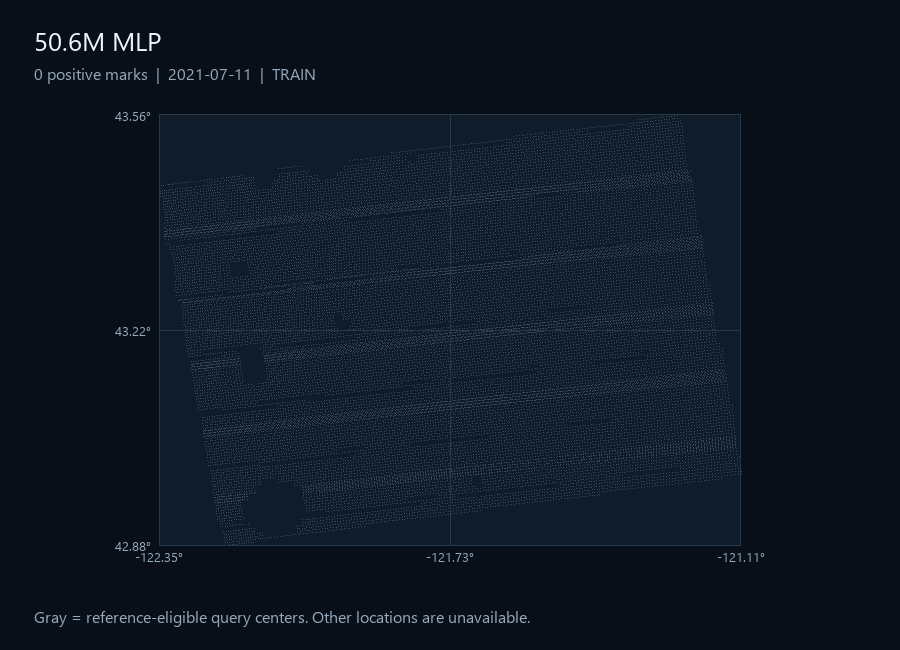 50.6M MLP
0 positive marks | 2021-07-11 | TRAIN
43.56°
43.22°
42.88°
-122.35°
-121.73°
-121.11°
Gray = reference-eligible query centers. Other locations are unavailable.